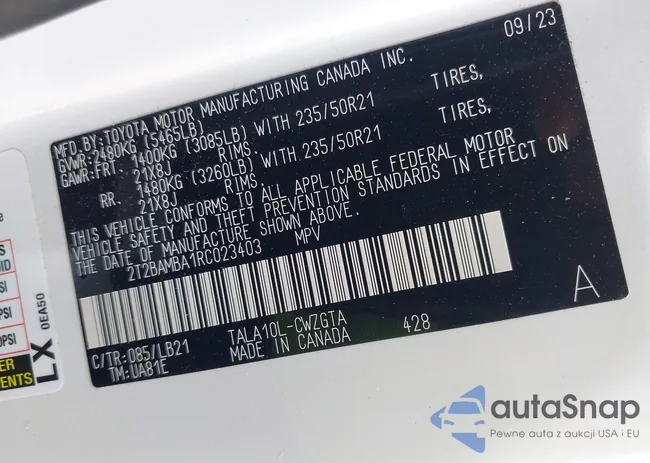 09/23
MFD.BY:TOYOTA MOTOR MANUFACTURING CANADA INC.
GVWR:2480KG (5465LB)
GAWR:FRT. 1400KG (3085LB) WITH 235/50R21 TIRES,
21X8J RIMS
RR. 1480KG (3260LB) WITH 235/50R21 TIRES,
21X8J RIMS
THIS VEHICLE CONFORMS TO ALL APPLICABLE FEDERAL MOTOR
VEHICLE SAFETY AND THEFT PREVENTION STANDARDS IN EFFECT ON
THE DATE OF MANUFACTURE SHOWN ABOVE.
2T2BAMBA1RC023403 MPV
A
C/TR:085/LB21 TALA10L-CWZGTA 428
TM:UA81E MADE IN CANADA
LX 0EA50
PSI
PSI
PSI
autaSnap
Pewne auta z aukcji USA i EU